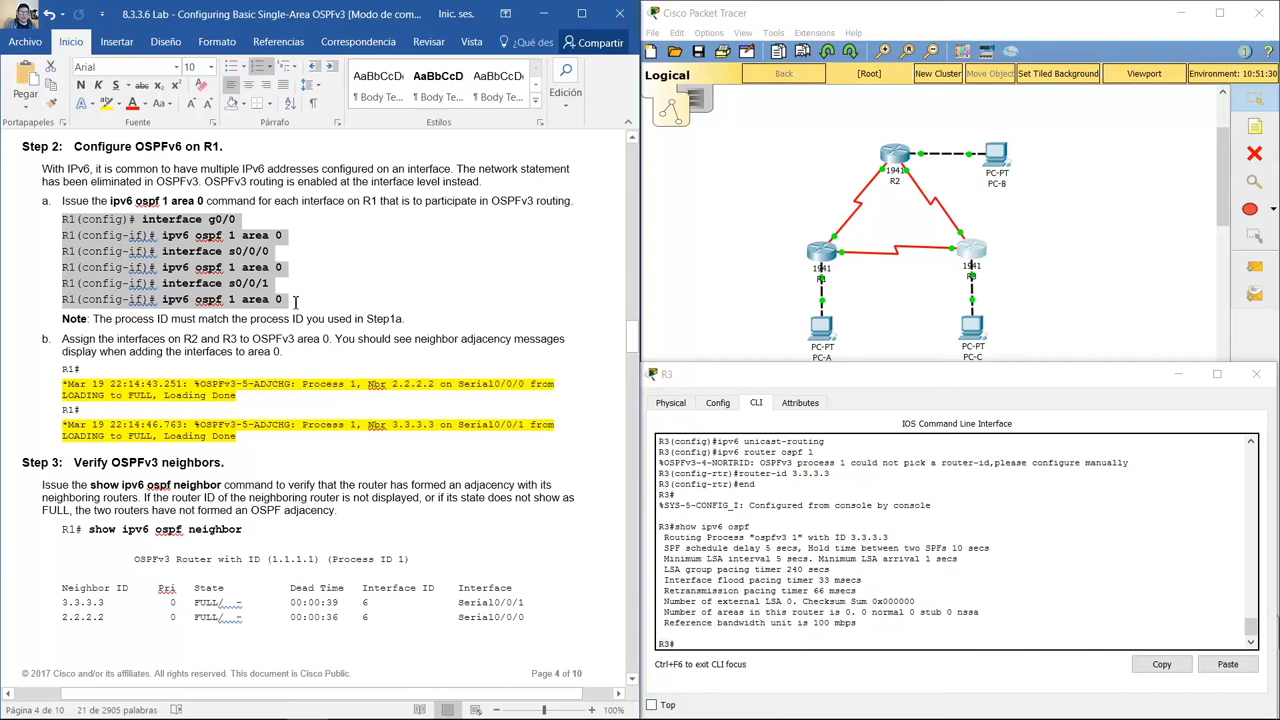 8.3.3.6 Lab - Configuring Basic Single-Area OSPFv3 [Modo de com...
Inic. ses.
Archivo Inicio Insertar Diseño Formato Referencias Correspondencia Revisar Vista ¿Qué des Compartir
Pegar
Arial
10
N K S abc
AaBbCcDc AaBbCcD AaBbCcDc
¶ Body Te... ¶ Body Te... ¶ Body Te...
Edición
Portapapeles Fuente Párrafo Estilos
Step 2: Configure OSPFv6 on R1.
With IPv6, it is common to have multiple IPv6 addresses configured on an interface. The network statement
has been eliminated in OSPFv3. OSPFv3 routing is enabled at the interface level instead.
a. Issue the ipv6 ospf 1 area 0 command for each interface on R1 that is to participate in OSPFv3 routing.
R1(config)# interface g0/0
R1(config-if)# ipv6 ospf 1 area 0
R1(config-if)# interface s0/0/0
R1(config-if)# ipv6 ospf 1 area 0
R1(config-if)# interface s0/0/1
R1(config-if)# ipv6 ospf 1 area 0
Note: The process ID must match the process ID you used in Step1a.
b. Assign the interfaces on R2 and R3 to OSPFv3 area 0. You should see neighbor adjacency messages
display when adding the interfaces to area 0.
R1#
*Mar 19 22:14:43.251: %OSPFv3-5-ADJCHG: Process 1, Nbr 2.2.2.2 on Serial0/0/0 from
LOADING to FULL, Loading Done
R1#
*Mar 19 22:14:46.763: %OSPFv3-5-ADJCHG: Process 1, Nbr 3.3.3.3 on Serial0/0/1 from
LOADING to FULL, Loading Done
Step 3: Verify OSPFv3 neighbors.
Issue the show ipv6 ospf neighbor command to verify that the router has formed an adjacency with its
neighboring routers. If the router ID of the neighboring router is not displayed, or if its state does not show as
FULL, the two routers have not formed an OSPF adjacency.
R1# show ipv6 ospf neighbor
OSPFv3 Router with ID (1.1.1.1) (Process ID 1)
Neighbor ID Pri State Dead Time Interface ID Interface
3.3.3.3 0 FULL/ - 00:00:39 6 Serial0/0/1
2.2.2.2 0 FULL/ - 00:00:36 6 Serial0/0/0
© 2017 Cisco and/or its affiliates. All rights reserved. This document is Cisco Public. Page 4 of 10
Página 4 de 10 21 de 2905 palabras 100%
Cisco Packet Tracer
File Edit Options View Tools Extensions Help
Logical Back [Root] New Cluster Move Object Set Tiled Background Viewport Environment: 10:51:30
1941
R2
PC-PT
PC-B
1941
R1
1941
R3
PC-PT
PC-A
PC-PT
PC-C
R3
Physical Config CLI Attributes
IOS Command Line Interface
R3(config)#ipv6 unicast-routing
R3(config)#ipv6 router ospf 1
%OSPFv3-4-NORTRID: OSPFv3 process 1 could not pick a router-id,please configure manually
R3(config-rtr)#router-id 3.3.3.3
R3(config-rtr)#end
R3#
%SYS-5-CONFIG_I: Configured from console by console
R3#show ipv6 ospf
Routing Process "ospfv3 1" with ID 3.3.3.3
SPF schedule delay 5 secs, Hold time between two SPFs 10 secs
Minimum LSA interval 5 secs. Minimum LSA arrival 1 secs
LSA group pacing timer 240 secs
Interface flood pacing timer 33 msecs
Retransmission pacing timer 66 msecs
Number of external LSA 0. Checksum Sum 0x000000
Number of areas in this router is 0. 0 normal 0 stub 0 nssa
Reference bandwidth unit is 100 mbps
R3#
Ctrl+F6 to exit CLI focus
Copy
Paste
Top